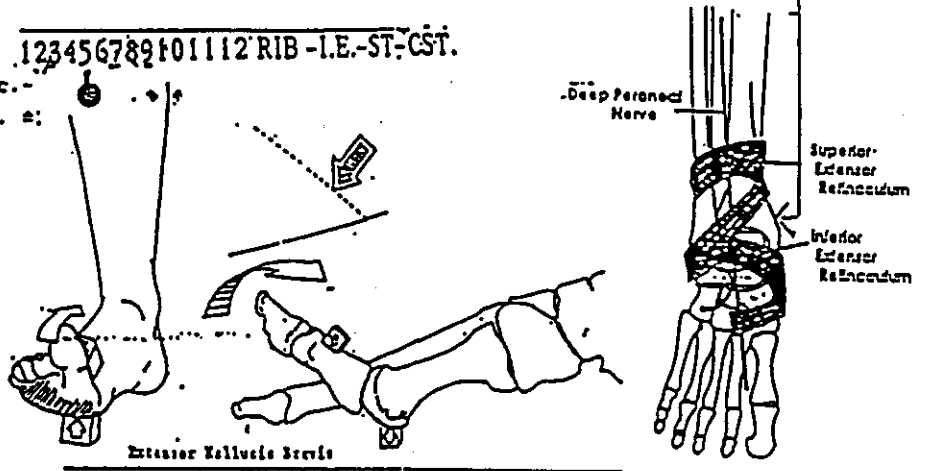 123456789101112 RIB -I.E.-ST-CST.
Deep Peroneal
Nerve
Superior
Extensor
Retinaculum
Inferior
Extensor
Retinaculum
Extensor Hallucis Brevis